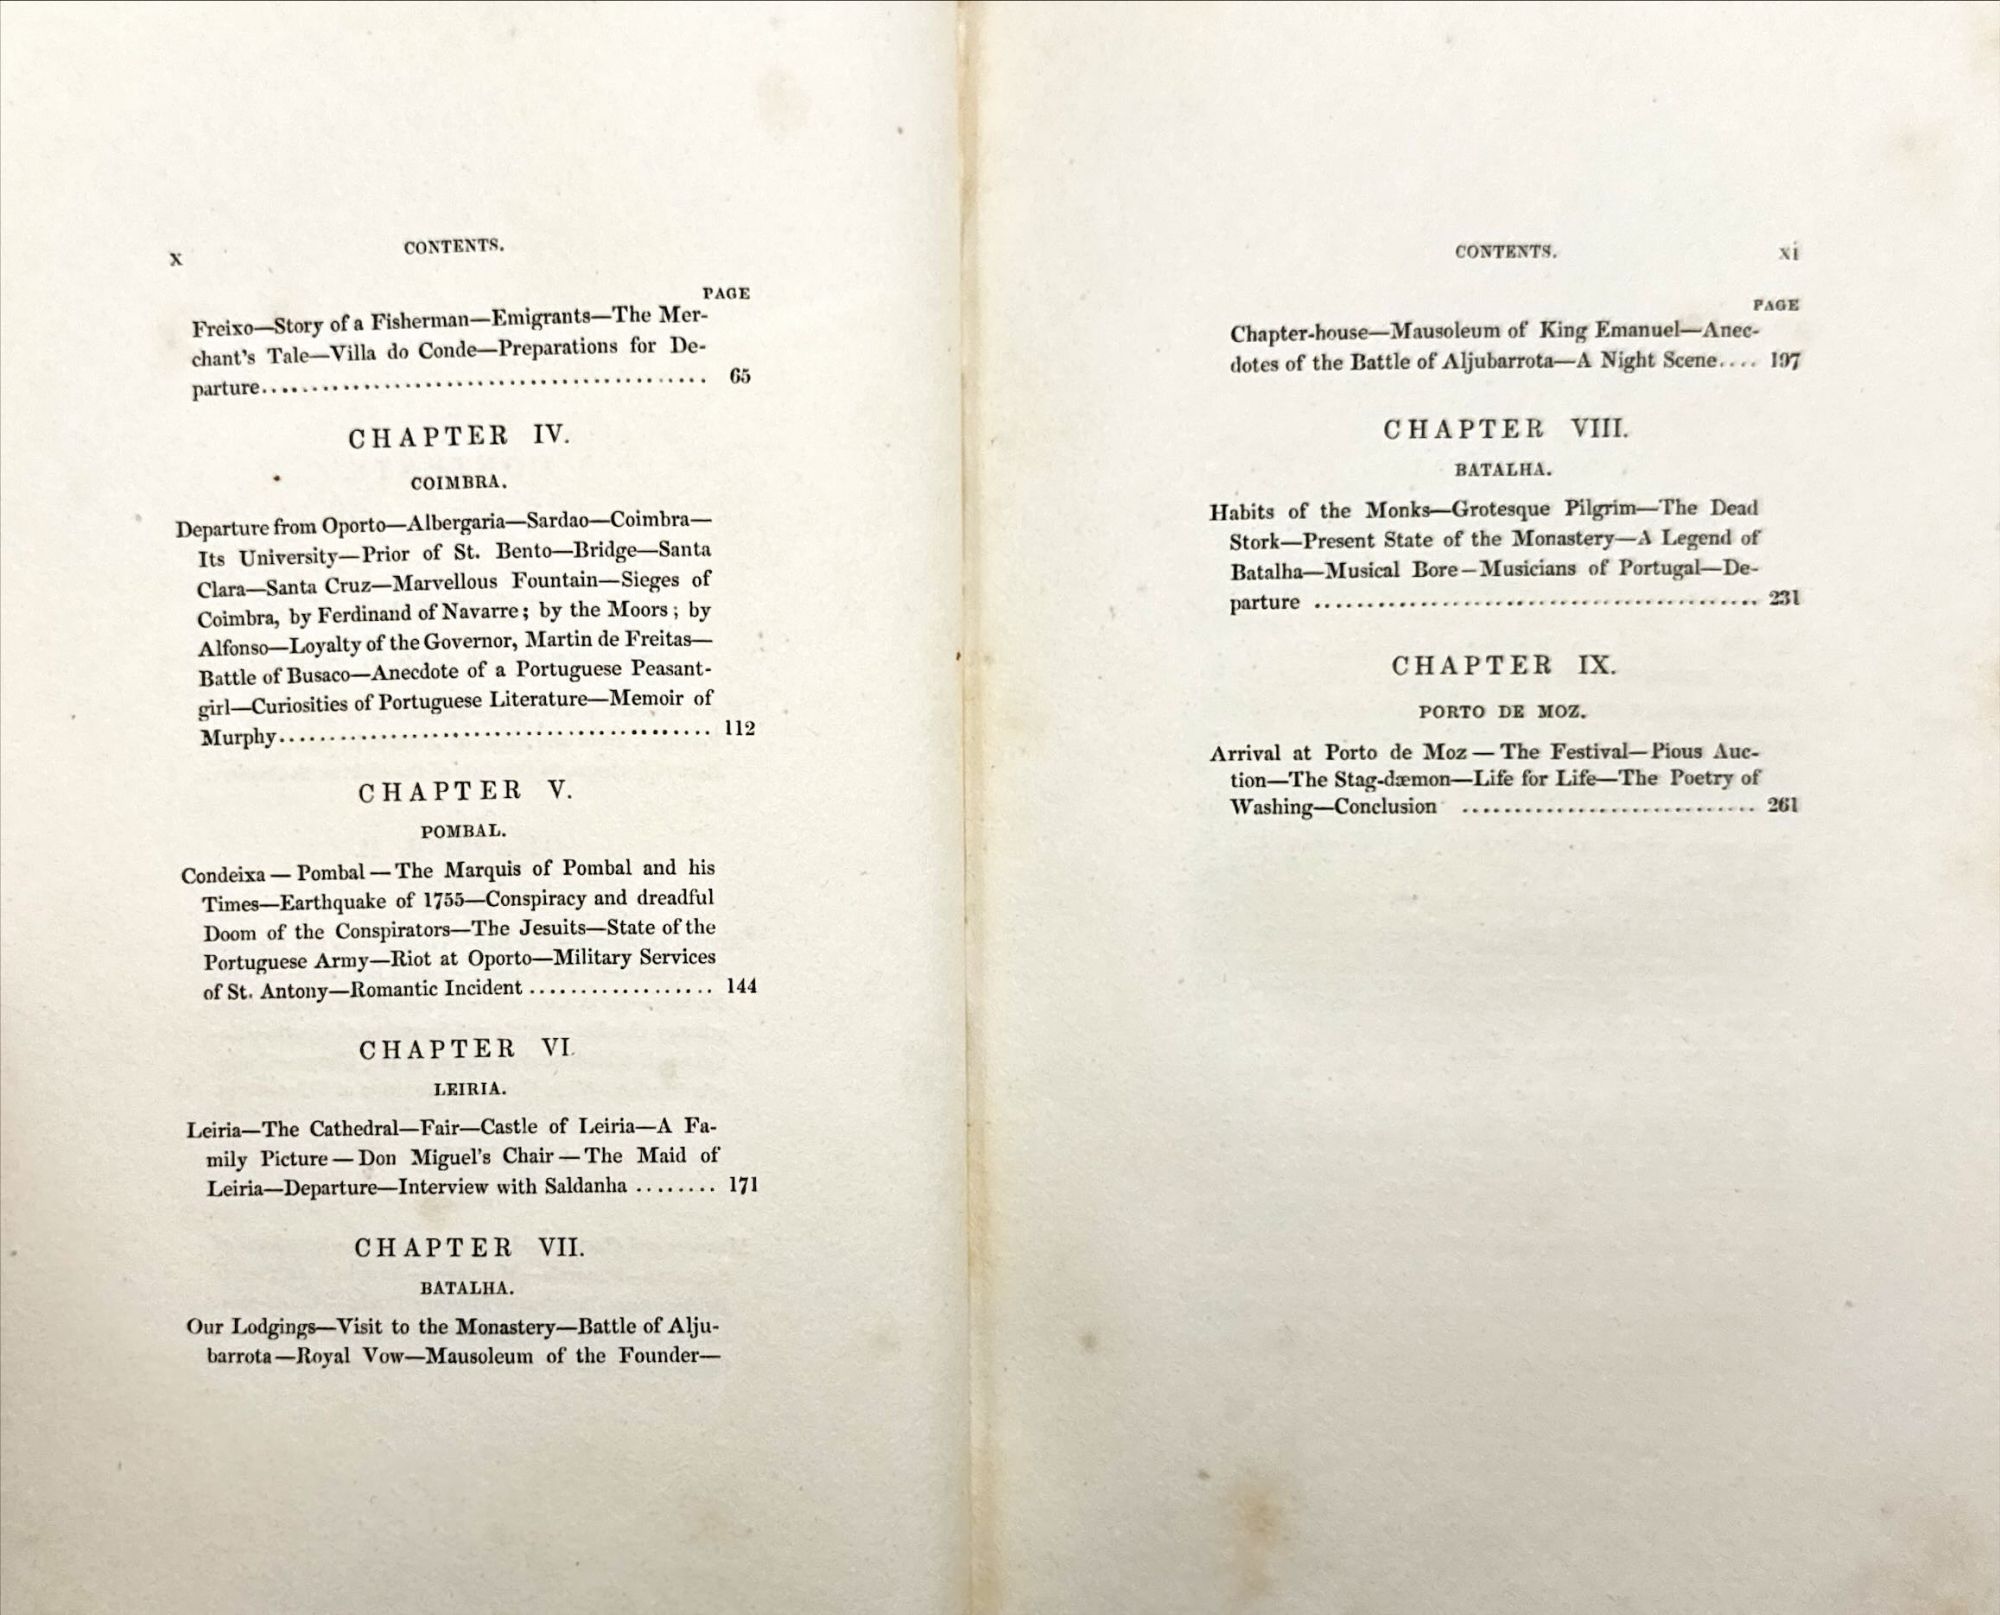 x CONTENTS.
PAGE
Freixo—Story of a Fisherman—Emigrants—The Mer-
chant's Tale—Villa do Conde—Preparations for De-
parture.......................................... 65
CHAPTER IV.
COIMBRA.
Departure from Oporto—Albergaria—Sardao—Coimbra—
Its University—Prior of St. Bento—Bridge—Santa
Clara—Santa Cruz—Marvellous Fountain—Sieges of
Coimbra, by Ferdinand of Navarre; by the Moors; by
Alfonso—Loyalty of the Governor, Martin de Freitas—
Battle of Busaco—Anecdote of a Portuguese Peasant-
girl—Curiosities of Portuguese Literature—Memoir of
Murphy.......................................... 112
CHAPTER V.
POMBAL.
Condeixa — Pombal — The Marquis of Pombal and his
Times—Earthquake of 1755—Conspiracy and dreadful
Doom of the Conspirators—The Jesuits—State of the
Portuguese Army—Riot at Oporto—Military Services
of St. Antony—Romantic Incident .................. 144
CHAPTER VI.
LEIRIA.
Leiria—The Cathedral—Fair—Castle of Leiria—A Fa-
mily Picture — Don Miguel's Chair — The Maid of
Leiria—Departure—Interview with Saldanha ........ 171
CHAPTER VII.
BATALHA.
Our Lodgings—Visit to the Monastery—Battle of Alju-
barrota—Royal Vow—Mausoleum of the Founder—
CONTENTS. xi
PAGE
Chapter-house—Mausoleum of King Emanuel—Anec-
dotes of the Battle of Aljubarrota—A Night Scene.... 197
CHAPTER VIII.
BATALHA.
Habits of the Monks—Grotesque Pilgrim—The Dead
Stork—Present State of the Monastery—A Legend of
Batalha—Musical Bore—Musicians of Portugal—De-
parture .......................................... 231
CHAPTER IX.
PORTO DE MOZ.
Arrival at Porto de Moz — The Festival— Pious Auc-
tion—The Stag-dæmon—Life for Life—The Poetry of
Washing—Conclusion ............................ 261